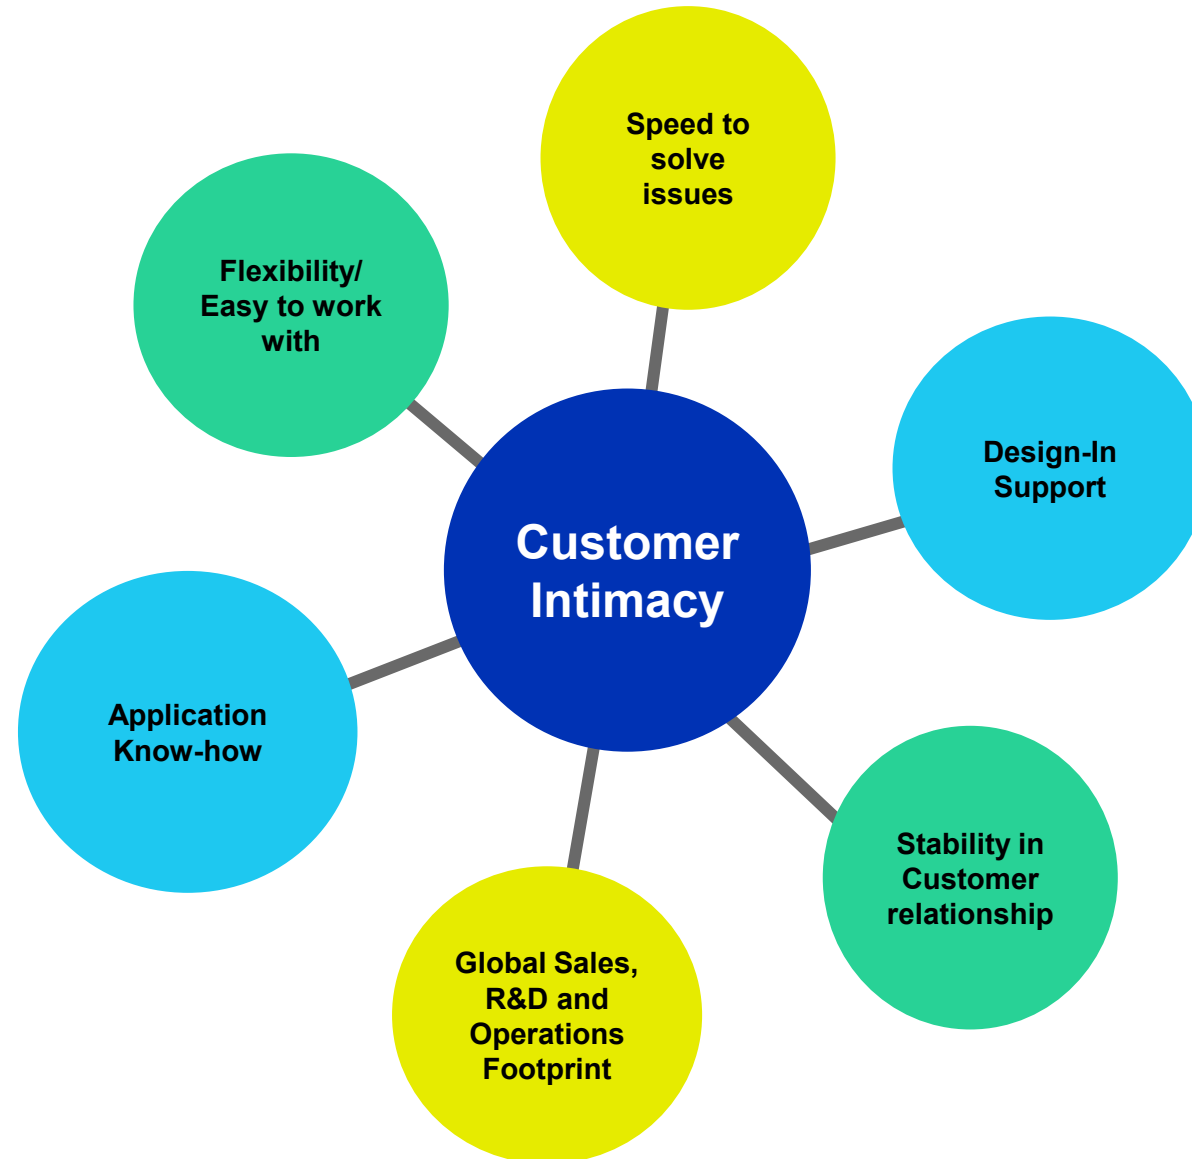 Speed to
solve
issues
Flexibility/
Easy to work
with
Design-In
Support
Customer
Intimacy
Application
Know-how
Stability in
Customer
relationship
Global Sales,
R&D and
Operations
Footprint